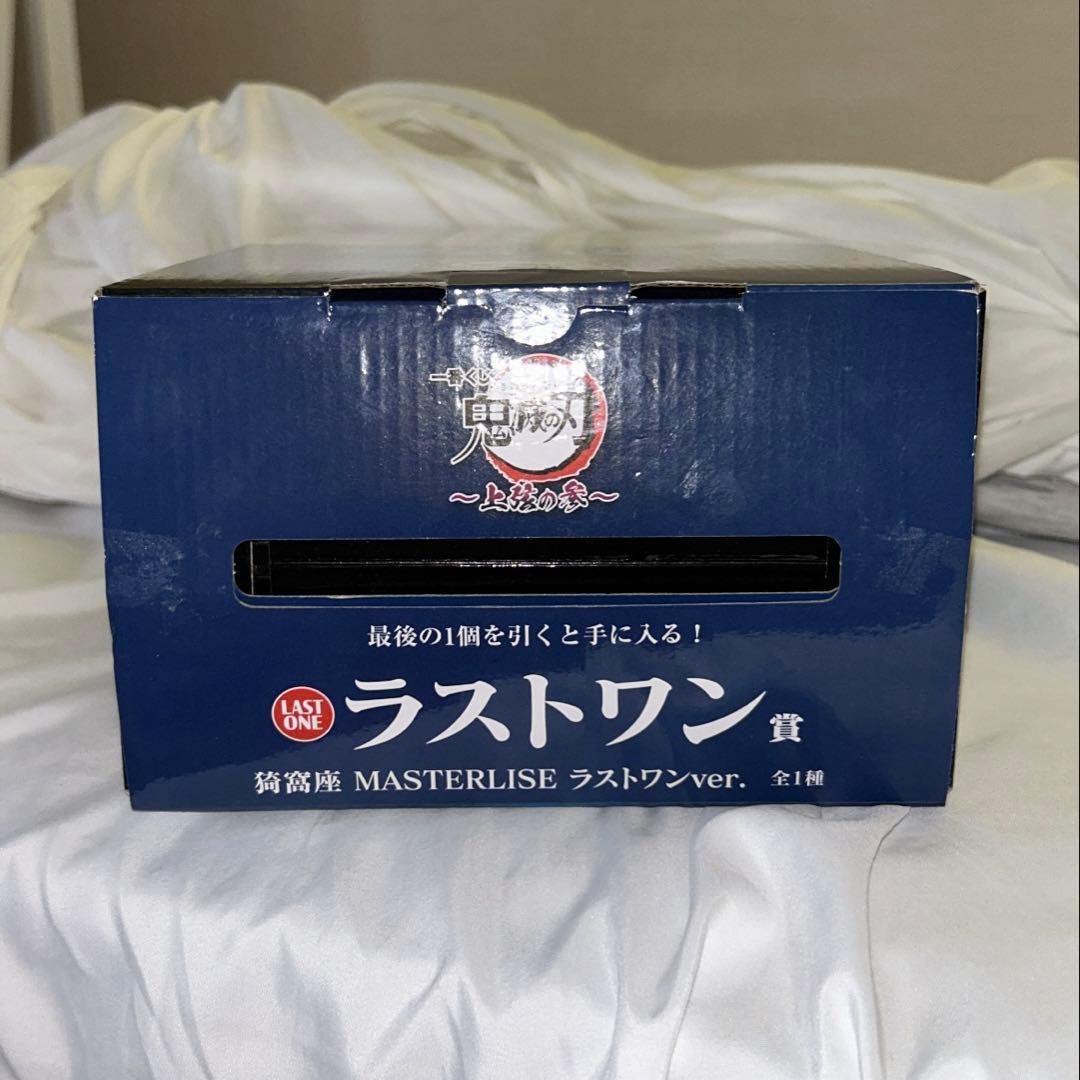 一番くじ
鬼滅の刃
～上弦の参～
最後の1個を引くと手に入る！
LAST ONE ラストワン賞
猗窩座 MASTERLISE ラストワンver. 全1種